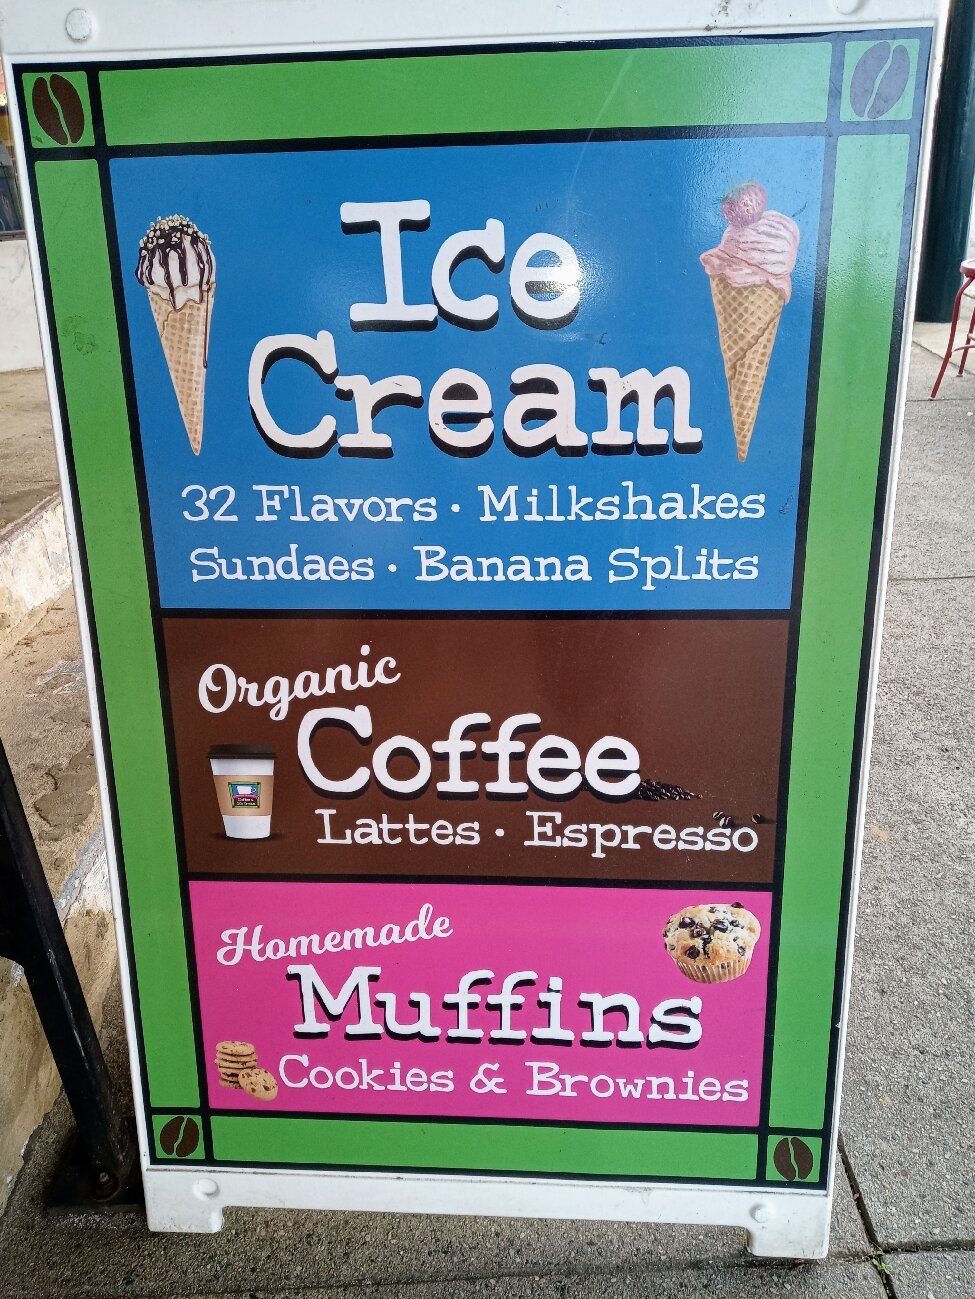 Ice
Cream
32 Flavors · Milkshakes
Sundaes · Banana Splits
Organic
Coffee
Lattes · Espresso
Homemade
Muffins
Cookies & Brownies